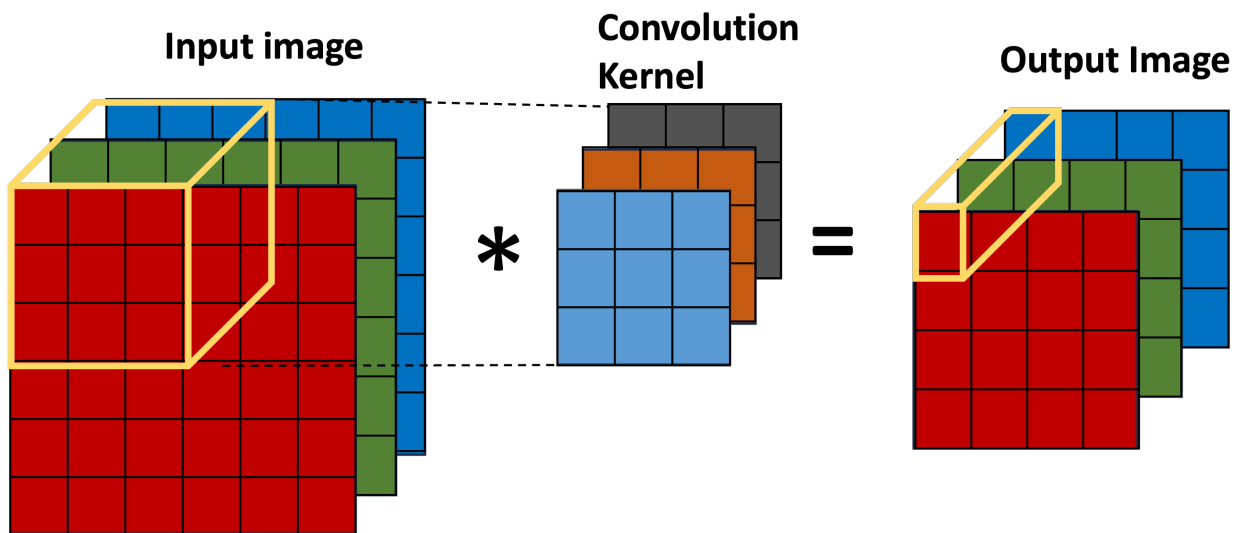 Input image
Convolution
Kernel
Output Image
*
=